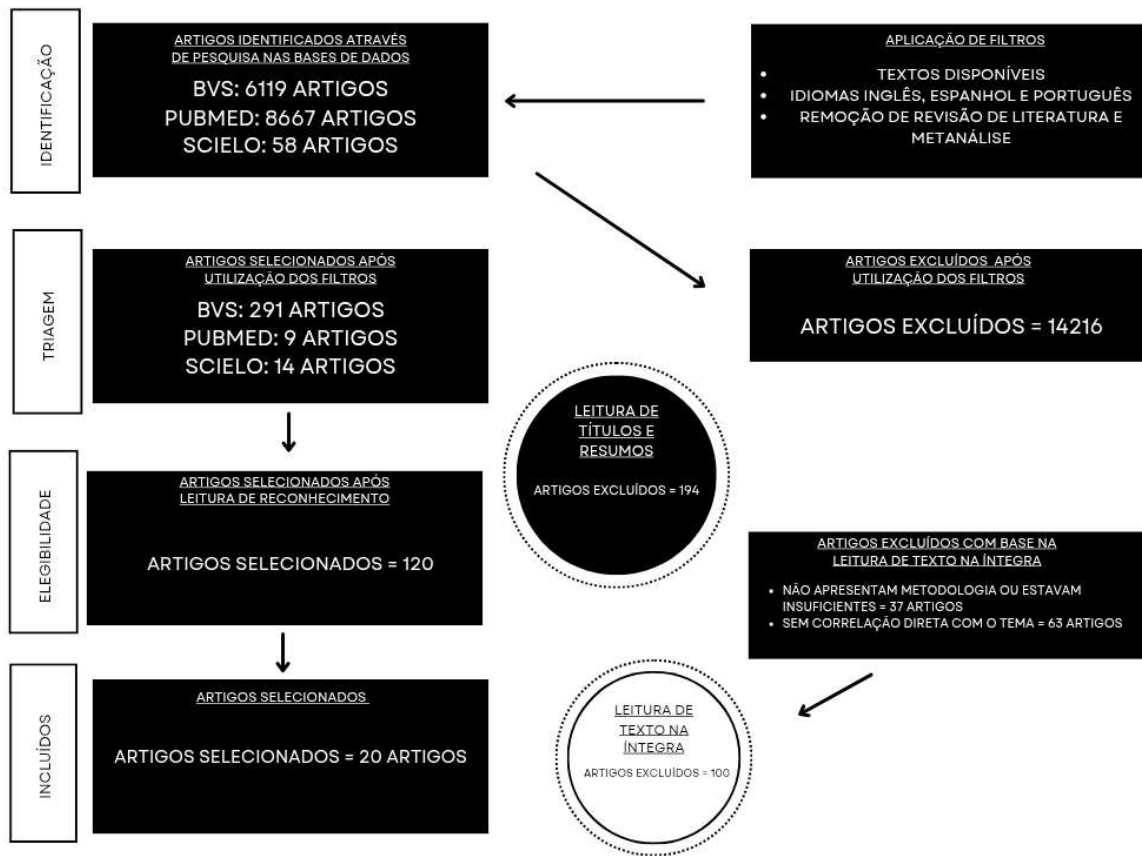 IDENTIFICAÇÃO
ARTIGOS IDENTIFICADOS ATRAVÉS
DE PESQUISA NAS BASES DE DADOS
BVS: 6119 ARTIGOS
PUBMED: 8667 ARTIGOS
SCIELO: 58 ARTIGOS
APLICAÇÃO DE FILTROS
• TEXTOS DISPONÍVEIS
• IDIOMAS INGLÊS, ESPANHOL E PORTUGUÊS
• REMOÇÃO DE REVISÃO DE LITERATURA E
METANÁLISE
TRIAGEM
ARTIGOS SELECIONADOS APÓS
UTILIZAÇÃO DOS FILTROS
BVS: 291 ARTIGOS
PUBMED: 9 ARTIGOS
SCIELO: 14 ARTIGOS
ARTIGOS EXCLUÍDOS APÓS
UTILIZAÇÃO DOS FILTROS
ARTIGOS EXCLUÍDOS = 14216
LEITURA DE
TÍTULOS E
RESUMOS
ARTIGOS EXCLUÍDOS = 194
ELEGIBILIDADE
ARTIGOS SELECIONADOS APÓS
LEITURA DE RECONHECIMENTO
ARTIGOS SELECIONADOS = 120
ARTIGOS EXCLUÍDOS COM BASE NA
LEITURA DE TEXTO NA ÍNTEGRA
• NÃO APRESENTAM METODOLOGIA OU ESTAVAM
INSUFICIENTES = 37 ARTIGOS
• SEM CORRELAÇÃO DIRETA COM O TEMA = 63 ARTIGOS
INCLUÍDOS
ARTIGOS SELECIONADOS
ARTIGOS SELECIONADOS = 20 ARTIGOS
LEITURA DE
TEXTO NA
ÍNTEGRA
ARTIGOS EXCLUÍDOS = 100